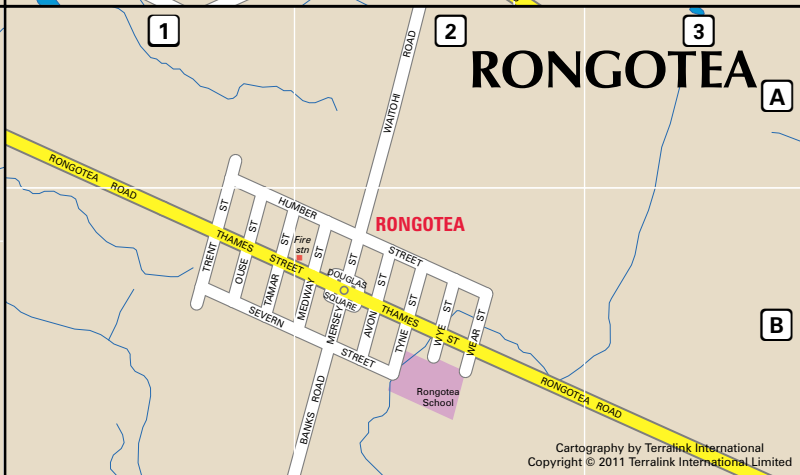 1
2
3
RONGOTEA
A
WAITOHI ROAD
RONGOTEA ROAD
HUMBER STREET
RONGOTEA
TRENT ST
OUSE ST
TAMAR ST
Fire
stn
MEDWAY ST
MERSEY ST
AVON ST
TYNE ST
WYE ST
WEAR ST
THAMES STREET
DOUGLAS
SQUARE
THAMES ST
SEVERN STREET
B
BANKS ROAD
Rongotea
School
RONGOTEA ROAD
Cartography by Terralink International
Copyright © 2011 Terralink International Limited